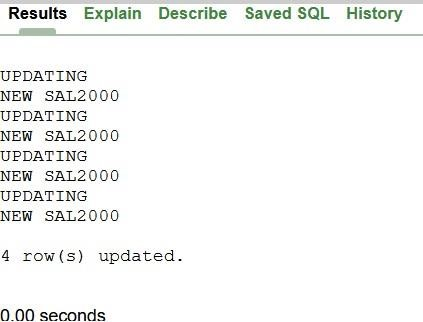 Results Explain Describe Saved SQL History
UPDATING
NEW SAL2000
UPDATING
NEW SAL2000
UPDATING
NEW SAL2000
UPDATING
NEW SAL2000
4 row(s) updated.
0.00 seconds